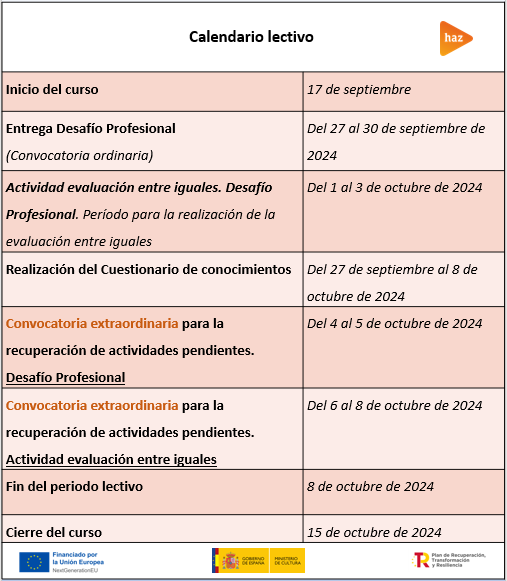 Calendario lectivo
haz
Inicio del curso
17 de septiembre
Entrega Desafío Profesional
(Convocatoria ordinaria)
Del 27 al 30 de septiembre de
2024
Actividad evaluación entre iguales. Desafío
Profesional. Período para la realización de la
evaluación entre iguales
Del 1 al 3 de octubre de 2024
Realización del Cuestionario de conocimientos
Del 27 de septiembre al 8 de
octubre de 2024
Convocatoria extraordinaria para la
recuperación de actividades pendientes.
Desafío Profesional
Del 4 al 5 de octubre de 2024
Convocatoria extraordinaria para la
recuperación de actividades pendientes.
Actividad evaluación entre iguales
Del 6 al 8 de octubre de 2024
Fin del periodo lectivo
8 de octubre de 2024
Cierre del curso
15 de octubre de 2024
Financiado por
la Unión Europea
NextGenerationEU
GOBIERNO
DE ESPAÑA
MINISTERIO
DE CULTURA
Plan de Recuperación,
Transformación
y Resiliencia